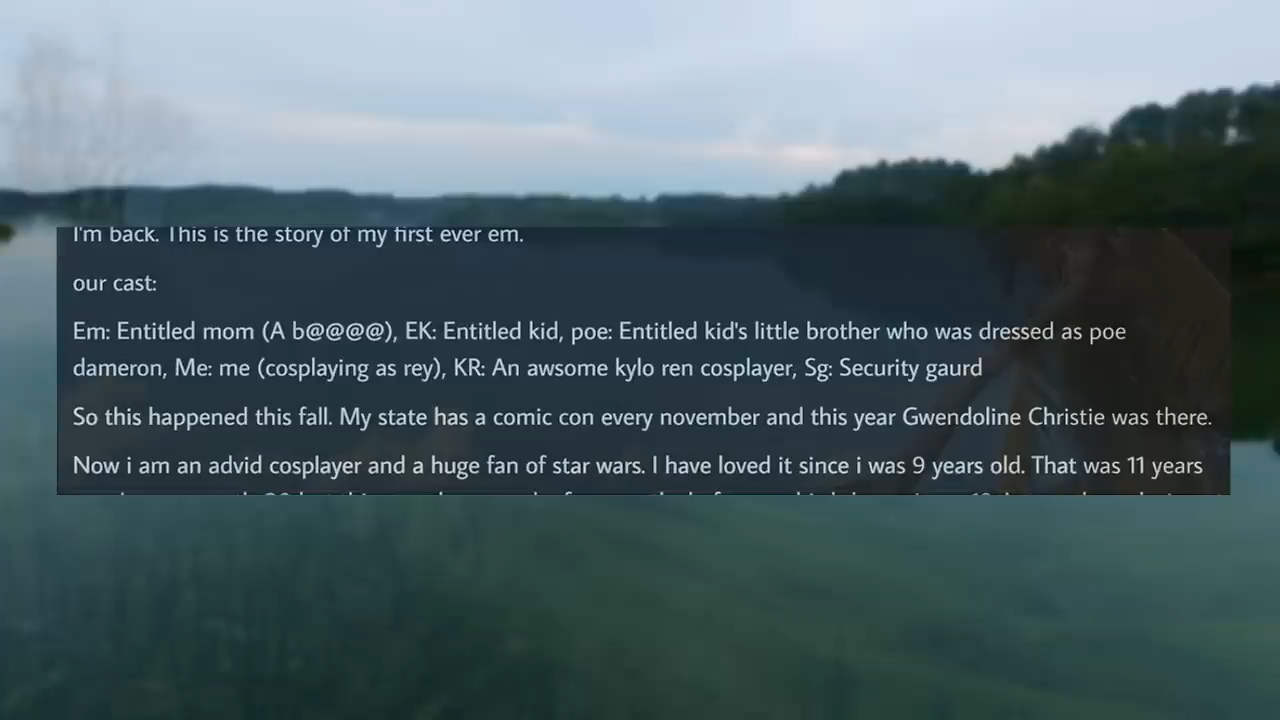 I'm back. This is the story of my first ever em.
our cast:
Em: Entitled mom (A b@@@@), EK: Entitled kid, poe: Entitled kid's little brother who was dressed as poe
dameron, Me: me (cosplaying as rey), KR: An awsome kylo ren cosplayer, Sg: Security gaurd
So this happened this fall. My state has a comic con every november and this year Gwendoline Christie was there.
Now i am an advid cosplayer and a huge fan of star wars. I have loved it since i was 9 years old. That was 11 years